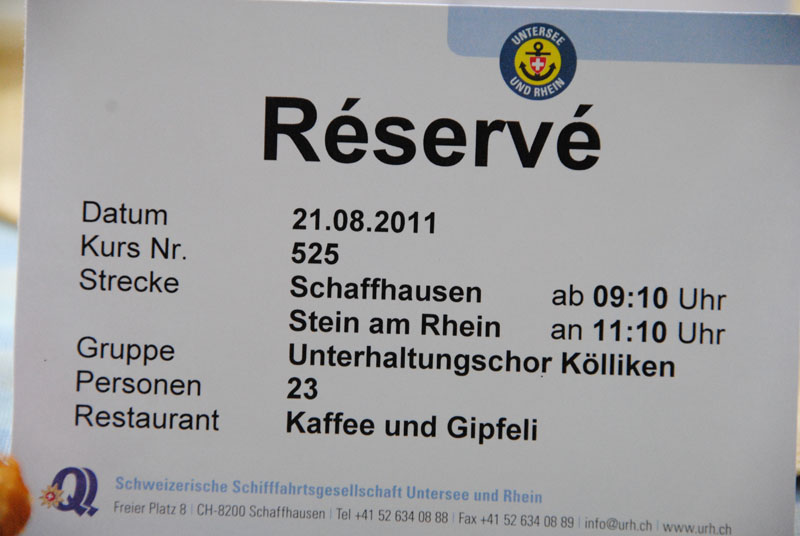 UNTERSEE
UND RHEIN
Réservé
Datum 21.08.2011
Kurs Nr. 525
Strecke Schaffhausen ab 09:10 Uhr
Stein am Rhein an 11:10 Uhr
Gruppe Unterhaltungschor Kölliken
Personen 23
Restaurant Kaffee und Gipfeli
Q Schweizerische Schifffahrtsgesellschaft Untersee und Rhein
Freier Platz 8 | CH-8200 Schaffhausen | Tel +41 52 634 08 88 | Fax +41 52 634 08 89 | info@urh.ch | www.urh.ch